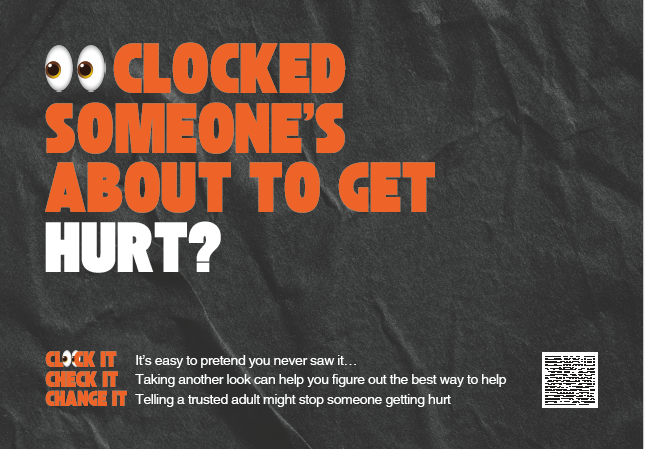 👀 CLOCKED
SOMEONE'S
ABOUT TO GET
HURT?
CLOCK IT It's easy to pretend you never saw it…
CHECK IT Taking another look can help you figure out the best way to help
CHANGE IT Telling a trusted adult might stop someone getting hurt